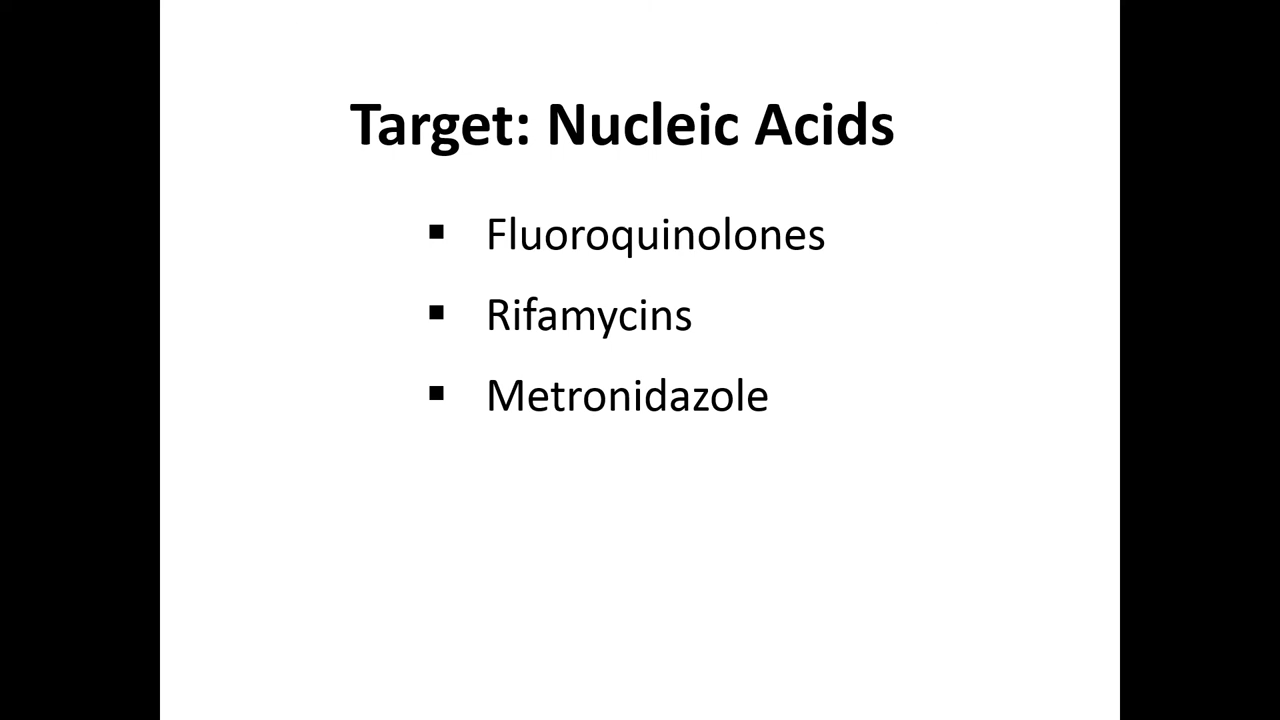 Target: Nucleic Acids
▪ Fluoroquinolones
▪ Rifamycins
▪ Metronidazole